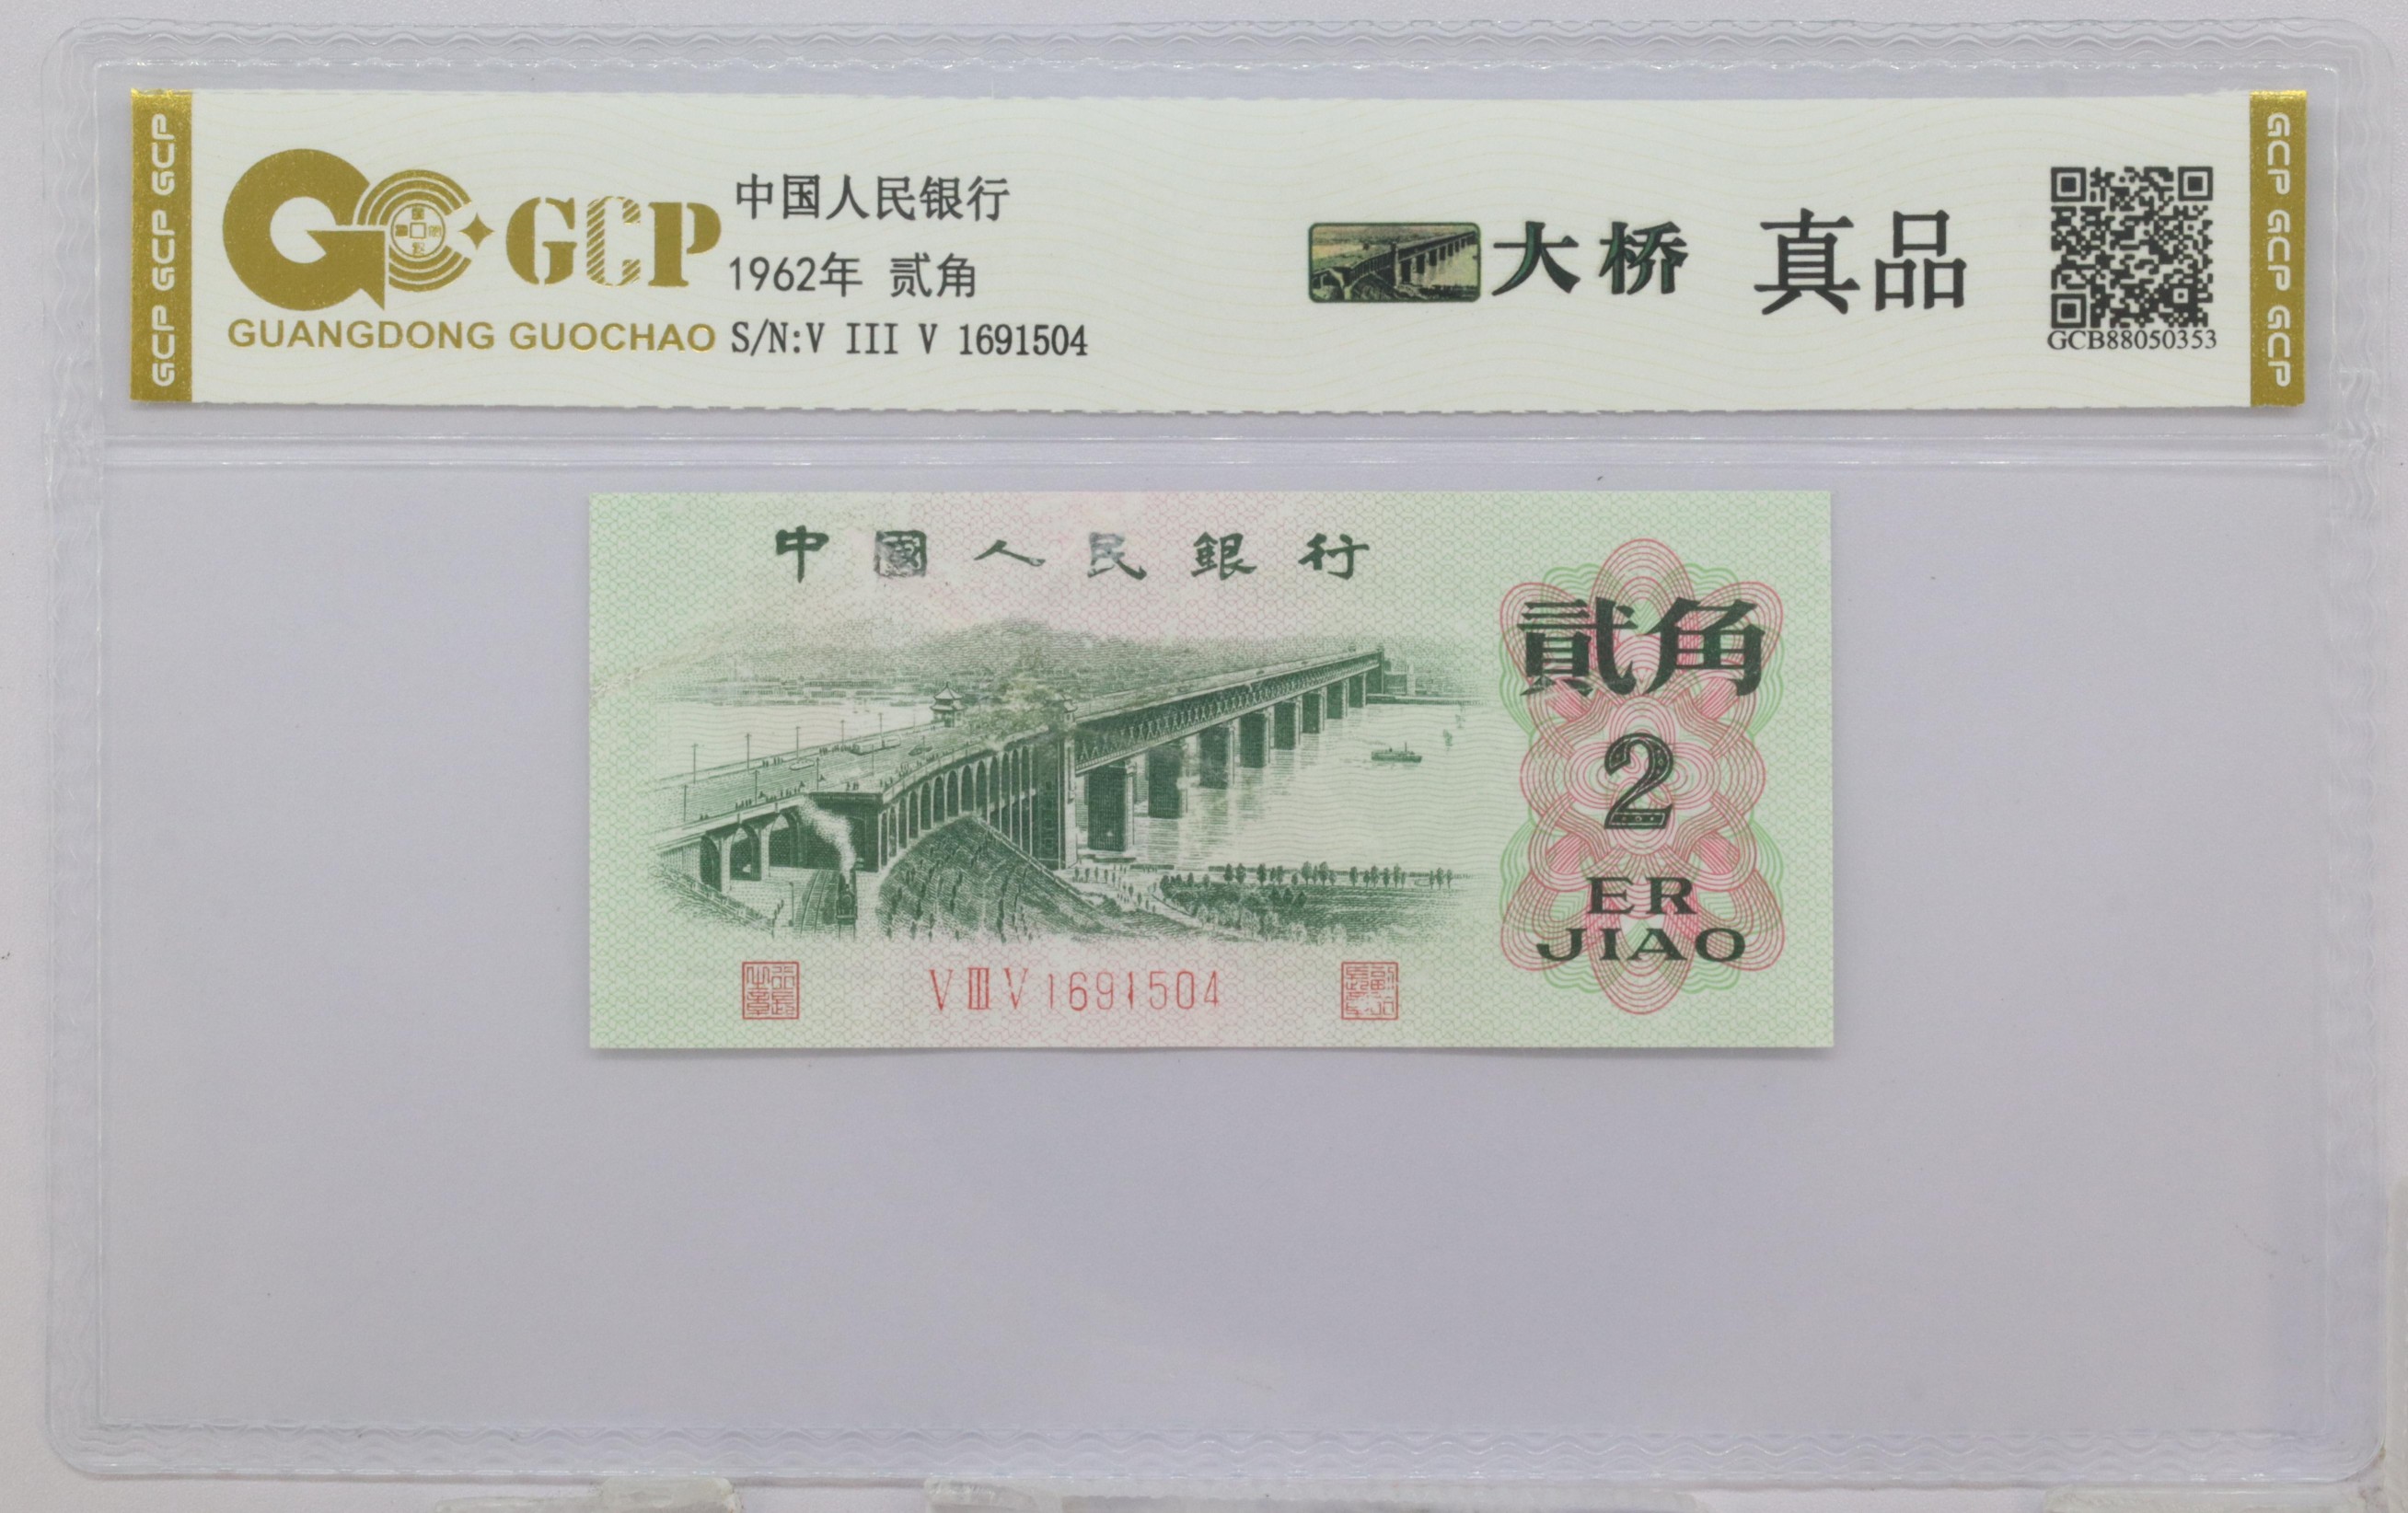 GCP GCP GCP
GCP
GUANGDONG GUOCHAO
中国人民银行
1962年 贰角
S/N:V III V 1691504
大桥 真品
GCB88050353
GCP GCP GCP
中國人民銀行
貳角
2
ER
JIAO
V III V 1691504